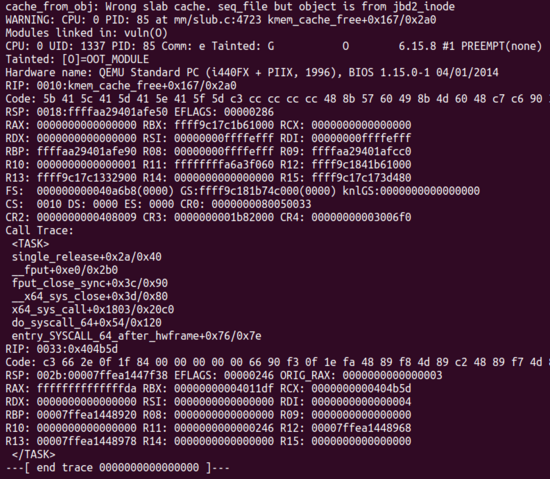 cache_from_obj: Wrong slab cache. seq_file but object is from jbd2_inode
WARNING: CPU: 0 PID: 85 at mm/slub.c:4723 kmem_cache_free+0x167/0x2a0
Modules linked in: vuln(O)
CPU: 0 UID: 1337 PID: 85 Comm: e Tainted: G           O        6.15.8 #1 PREEMPT(none)
Tainted: [O]=OOT_MODULE
Hardware name: QEMU Standard PC (i440FX + PIIX, 1996), BIOS 1.15.0-1 04/01/2014
RIP: 0010:kmem_cache_free+0x167/0x2a0
Code: 5b 41 5c 41 5d 41 5e 41 5f 5d c3 cc cc cc cc 48 8b 57 60 49 8b 4d 60 48 c7 c6 90
RSP: 0018:ffffaa29401afe50 EFLAGS: 00000286
RAX: 0000000000000000 RBX: ffff9c17c1b61000 RCX: 0000000000000000
RDX: 0000000000000000 RSI: 00000000ffffefff RDI: 00000000ffffefff
RBP: ffffaa29401afe90 R08: 00000000ffffefff R09: ffffaa29401afcc0
R10: 0000000000000001 R11: ffffffffa6a3f060 R12: ffff9c1841b61000
R13: ffff9c17c1332900 R14: 0000000000000000 R15: ffff9c17c173d480
FS:  000000000040a6b8(0000) GS:ffff9c181b74c000(0000) knlGS:0000000000000000
CS:  0010 DS: 0000 ES: 0000 CR0: 0000000080050033
CR2: 0000000000408009 CR3: 0000000001b82000 CR4: 00000000003006f0
Call Trace:
<TASK>
single_release+0x2a/0x40
__fput+0xe0/0x2b0
fput_close_sync+0x3c/0x90
__x64_sys_close+0x3d/0x80
x64_sys_call+0x1803/0x20c0
do_syscall_64+0x54/0x120
entry_SYSCALL_64_after_hwframe+0x76/0x7e
RIP: 0033:0x404b5d
Code: c3 66 2e 0f 1f 84 00 00 00 00 00 66 90 f3 0f 1e fa 48 89 f8 4d 89 c2 48 89 f7 4d
RSP: 002b:00007ffea1447f38 EFLAGS: 00000246 ORIG_RAX: 0000000000000003
RAX: ffffffffffffffda RBX: 00000000004011df RCX: 0000000000404b5d
RDX: 0000000000000000 RSI: 0000000000000000 RDI: 0000000000000004
RBP: 00007ffea1448920 R08: 0000000000000000 R09: 0000000000000000
R10: 0000000000000000 R11: 0000000000000246 R12: 00007ffea1448968
R13: 00007ffea1448978 R14: 0000000000000000 R15: 0000000000000000
</TASK>
---[ end trace 0000000000000000 ]---